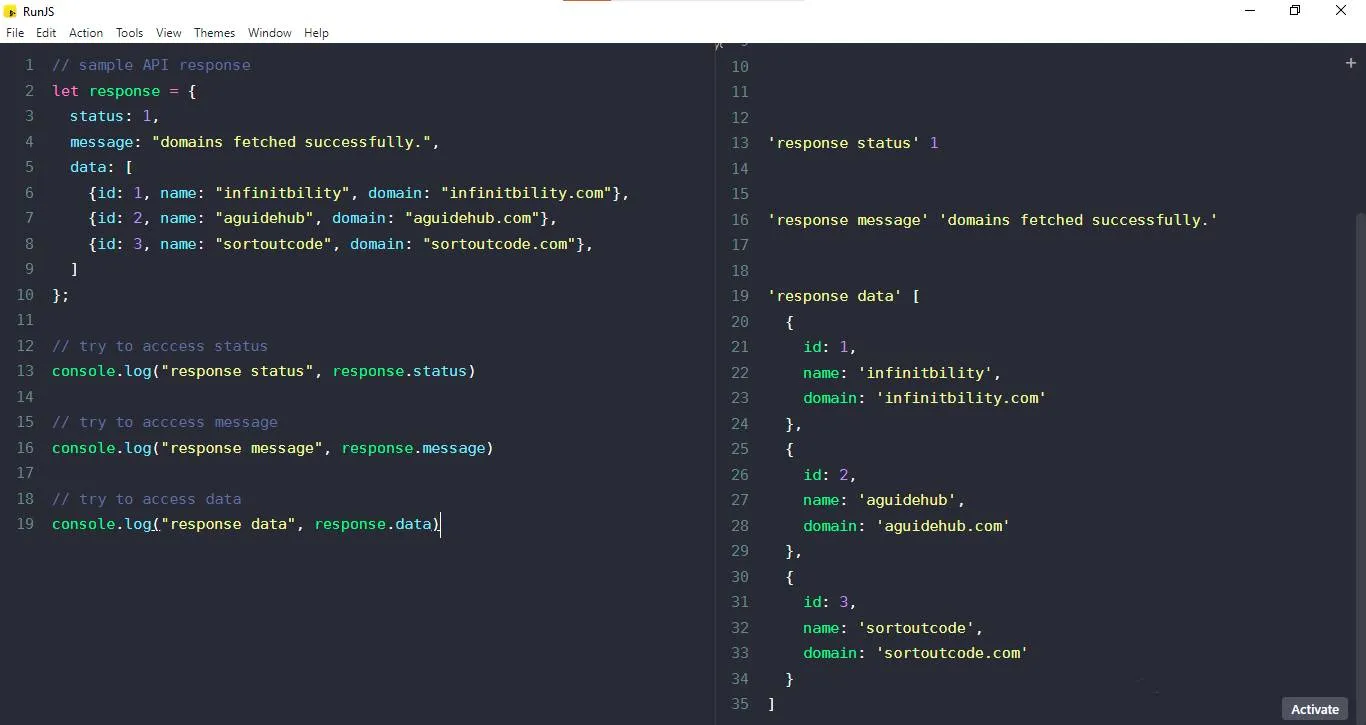 RunJS
File Edit Action Tools View Themes Window Help
1 // sample API response
2 let response = {
3 status: 1,
4 message: "domains fetched successfully.",
5 data: [
6 {id: 1, name: "infinitbility", domain: "infinitbility.com"},
7 {id: 2, name: "aguidehub", domain: "aguidehub.com"},
8 {id: 3, name: "sortoutcode", domain: "sortoutcode.com"},
9 ]
10 };
11
12 // try to acccess status
13 console.log("response status", response.status)
14
15 // try to acccess message
16 console.log("response message", response.message)
17
18 // try to access data
19 console.log("response data", response.data)
10
11
12
13 'response status' 1
14
15
16 'response message' 'domains fetched successfully.'
17
18
19 'response data' [
20 {
21 id: 1,
22 name: 'infinitbility',
23 domain: 'infinitbility.com'
24 },
25 {
26 id: 2,
27 name: 'aguidehub',
28 domain: 'aguidehub.com'
29 },
30 {
31 id: 3,
32 name: 'sortoutcode',
33 domain: 'sortoutcode.com'
34 }
35 ]
Activate